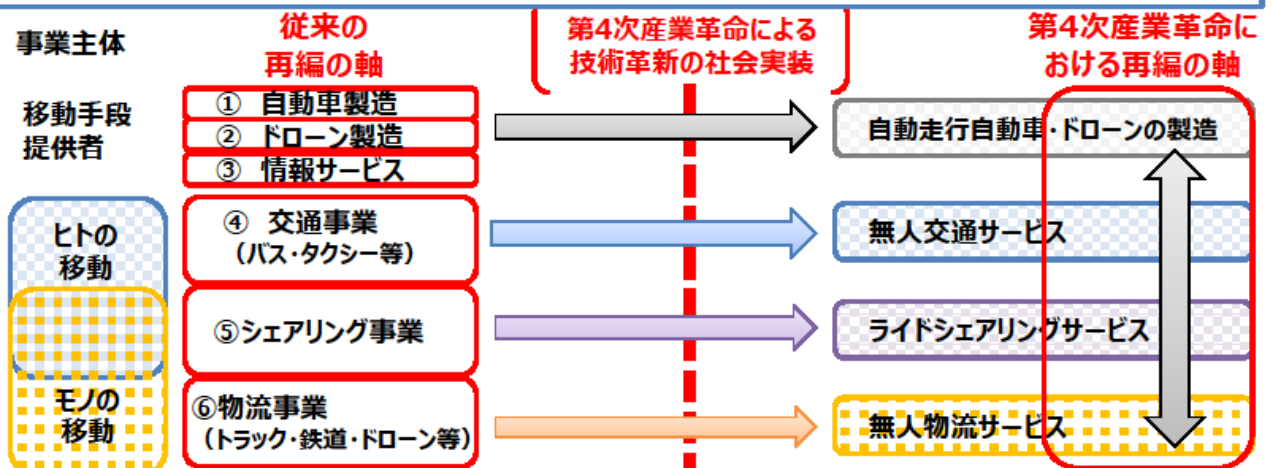 事業主体
従来の
再編の軸
第4次産業革命による
技術革新の社会実装
第4次産業革命に
おける再編の軸
移動手段
提供者
① 自動車製造
② ドローン製造
③ 情報サービス
自動走行自動車・ドローンの製造
ヒトの
移動
④ 交通事業
（バス・タクシー等）
無人交通サービス
⑤シェアリング事業
ライドシェアリングサービス
モノの
移動
⑥物流事業
（トラック・鉄道・ドローン等）
無人物流サービス